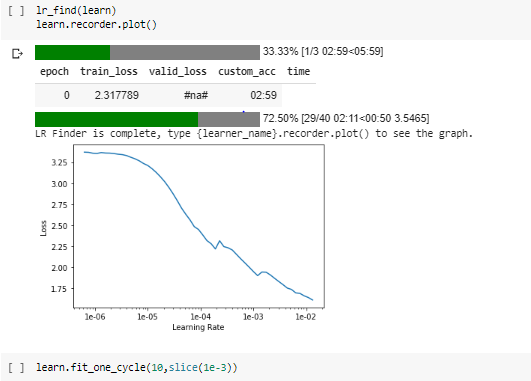 [ ] lr_find(learn)
learn.recorder.plot()
33.33% [1/3 02:59<05:59]
epoch train_loss valid_loss custom_acc time
0 2.317789 #na# 02:59
72.50% [29/40 02:11<00:50 3.5465]
LR Finder is complete, type {learner_name}.recorder.plot() to see the graph.
3.25
3.00
2.75
2.50
2.25
2.00
1.75
Loss
1e-06 1e-05 1e-04 1e-03 1e-02
Learning Rate
[ ] learn.fit_one_cycle(10,slice(1e-3))